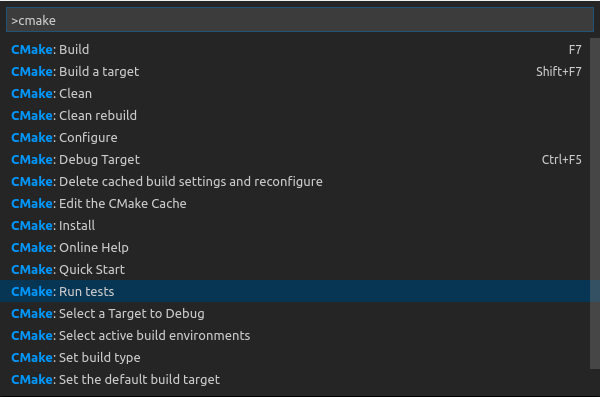 >cmake
CMake: Build F7
CMake: Build a target Shift+F7
CMake: Clean
CMake: Clean rebuild
CMake: Configure
CMake: Debug Target Ctrl+F5
CMake: Delete cached build settings and reconfigure
CMake: Edit the CMake Cache
CMake: Install
CMake: Online Help
CMake: Quick Start
CMake: Run tests
CMake: Select a Target to Debug
CMake: Select active build environments
CMake: Set build type
CMake: Set the default build target